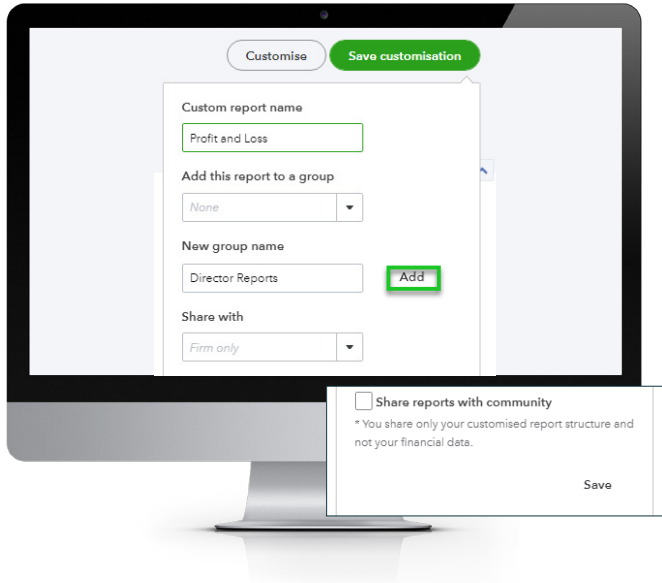 Customise
Save customisation
Custom report name
Profit and Loss
Add this report to a group
None
New group name
Director Reports
Add
Share with
Firm only
Share reports with community
* You share only your customised report structure and
not your financial data.
Save